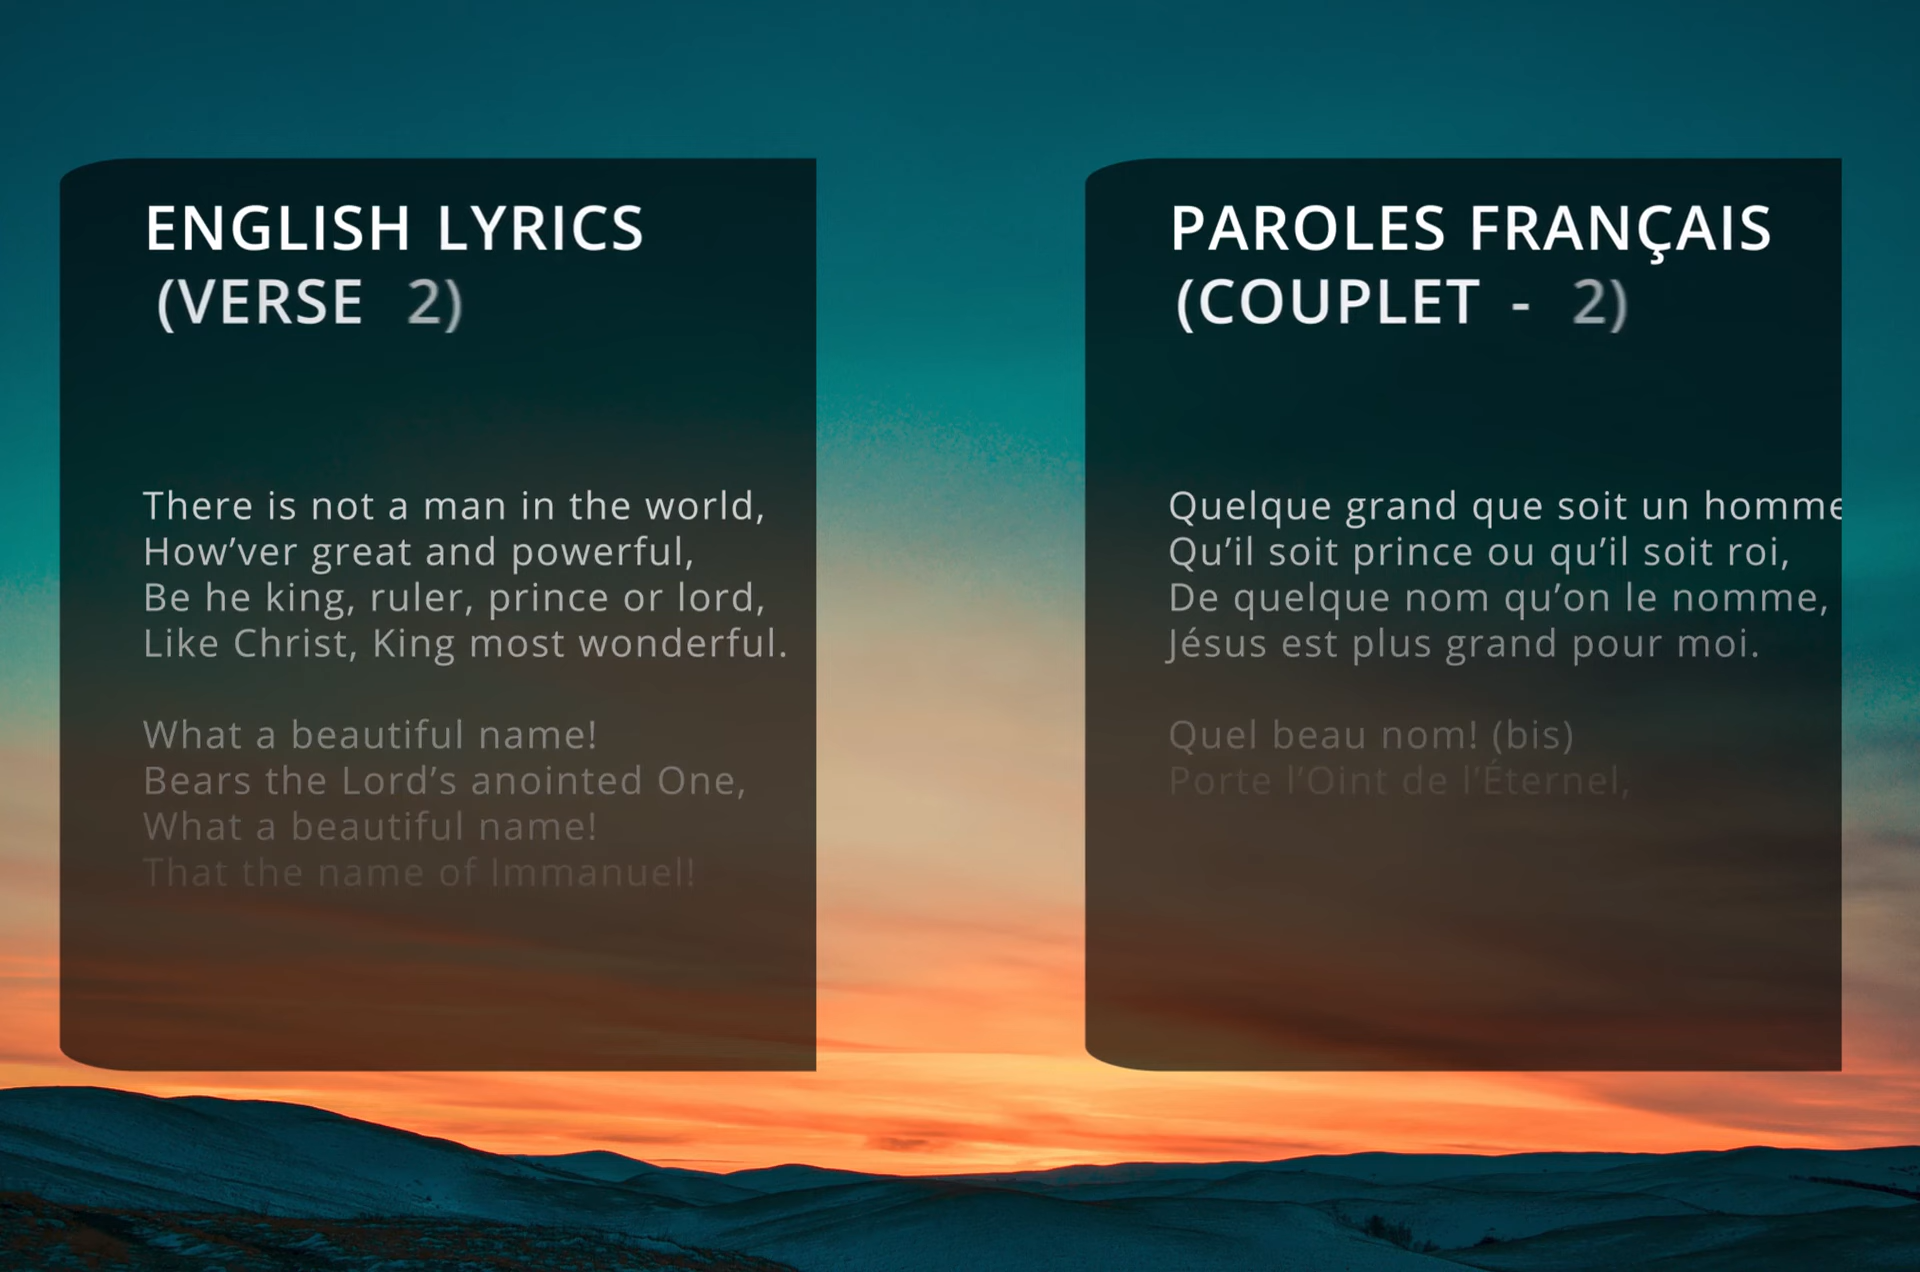 ENGLISH LYRICS
(VERSE 2)
There is not a man in the world,
How’ver great and powerful,
Be he king, ruler, prince or lord,
Like Christ, King most wonderful.
What a beautiful name!
Bears the Lord’s anointed One,
What a beautiful name!
That the name of Immanuel!
PAROLES FRANÇAIS
(COUPLET - 2)
Quelque grand que soit un homme
Qu’il soit prince ou qu’il soit roi,
De quelque nom qu’on le nomme,
Jésus est plus grand pour moi.
Quel beau nom! (bis)
Porte l’Oint de l’Éternel,